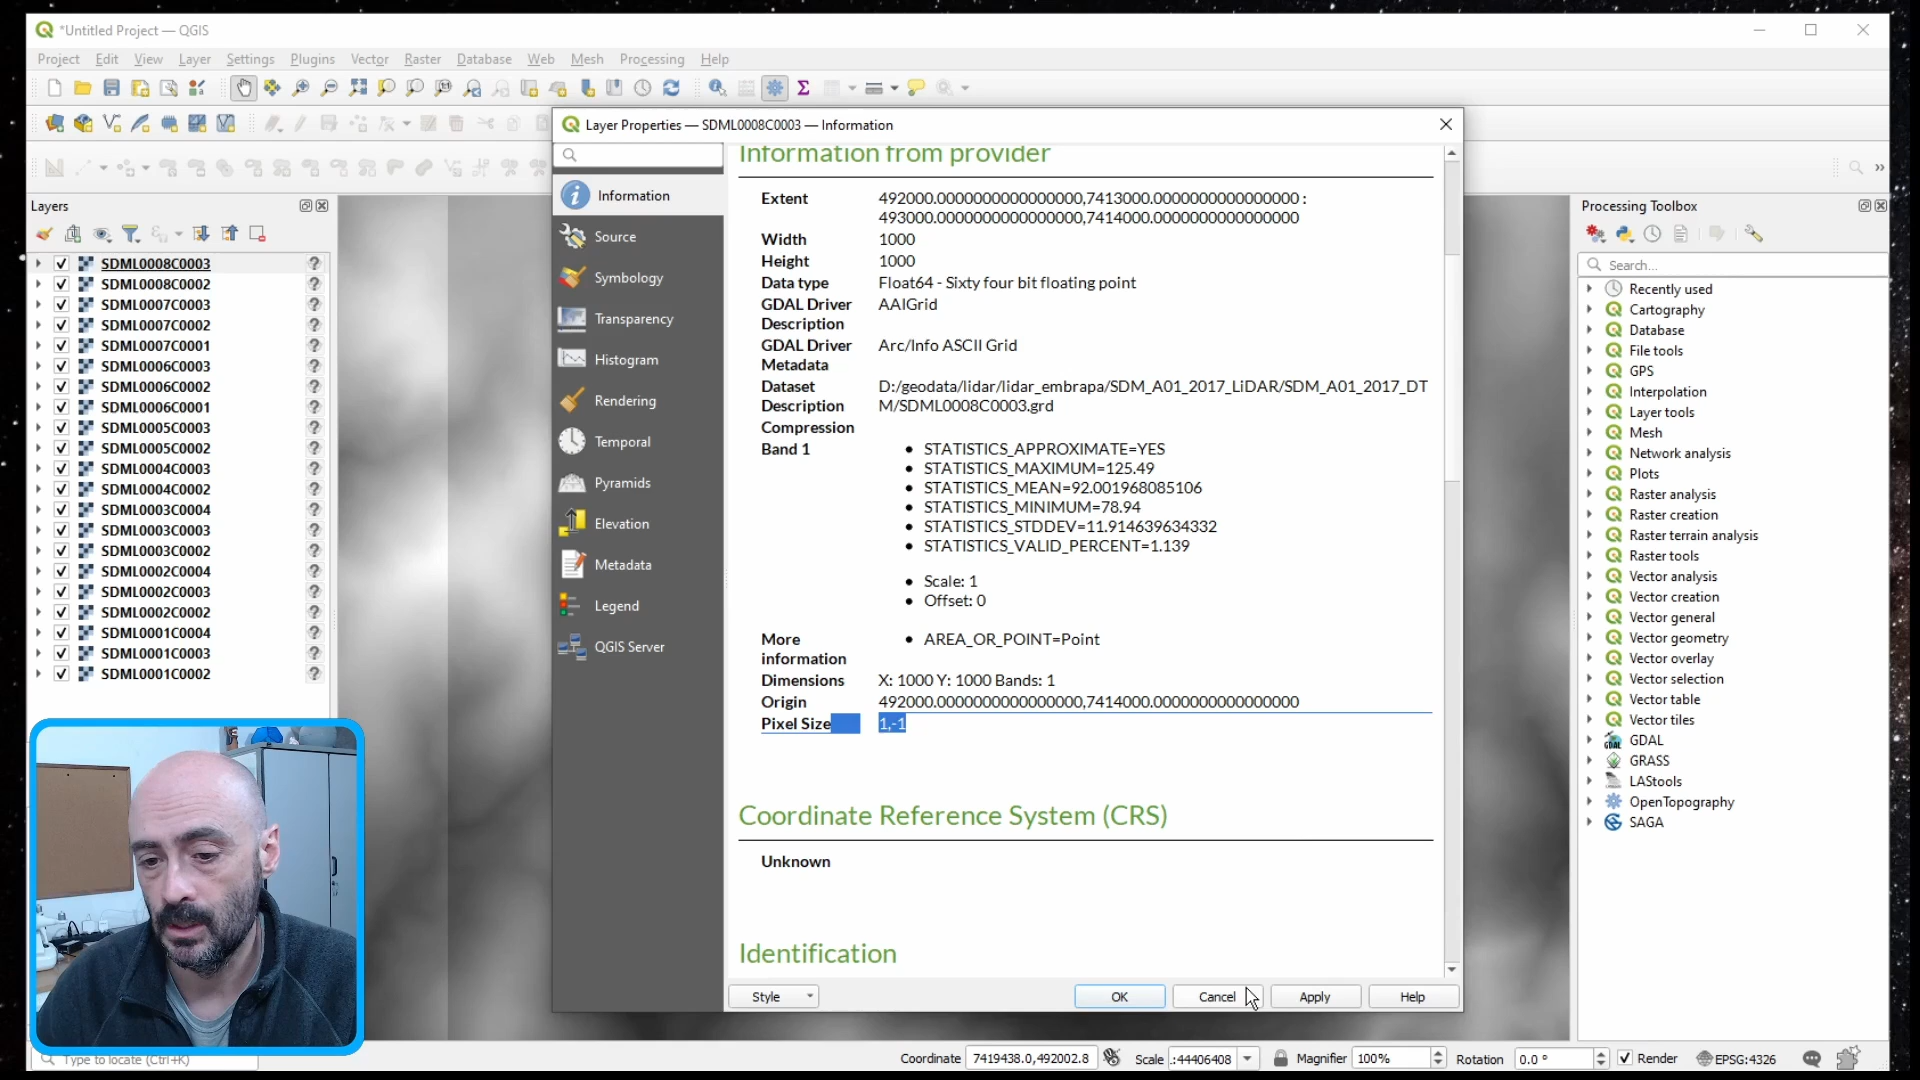 *Untitled Project — QGIS
Project Edit View Layer Settings Plugins Vector Raster Database Web Mesh Processing Help
Layer Properties — SDML0008C0003 — Information
Layers
SDML0008C0003
SDML0008C0002
SDML0007C0003
SDML0007C0002
SDML0007C0001
SDML0006C0003
SDML0006C0002
SDML0006C0001
SDML0005C0003
SDML0005C0002
SDML0004C0003
SDML0004C0002
SDML0003C0004
SDML0003C0003
SDML0003C0002
SDML0002C0004
SDML0002C0003
SDML0002C0002
SDML0001C0004
SDML0001C0003
SDML0001C0002
Information
Source
Symbology
Transparency
Histogram
Rendering
Temporal
Pyramids
Elevation
Metadata
Legend
QGIS Server
Information from provider
Extent 492000.0000000000000000,7413000.0000000000000000 :
493000.0000000000000000,7414000.0000000000000000
Width 1000
Height 1000
Data type Float64 - Sixty four bit floating point
GDAL Driver AAIGrid
Description
GDAL Driver Arc/Info ASCII Grid
Metadata
Dataset D:/geodata/lidar/lidar_embrapa/SDM_A01_2017_LiDAR/SDM_A01_2017_DT
Description M/SDML0008C0003.grd
Compression
Band 1 • STATISTICS_APPROXIMATE=YES
• STATISTICS_MAXIMUM=125.49
• STATISTICS_MEAN=92.001968085106
• STATISTICS_MINIMUM=78.94
• STATISTICS_STDDEV=11.914639634332
• STATISTICS_VALID_PERCENT=1.139
• Scale: 1
• Offset: 0
More • AREA_OR_POINT=Point
information
Dimensions X: 1000 Y: 1000 Bands: 1
Origin 492000.0000000000000000,7414000.0000000000000000
Pixel Size 1,-1
Coordinate Reference System (CRS)
Unknown
Identification
Style OK Cancel Apply Help
Processing Toolbox
Search...
Recently used
Cartography
Database
File tools
GPS
Interpolation
Layer tools
Mesh
Network analysis
Plots
Raster analysis
Raster creation
Raster terrain analysis
Raster tools
Vector analysis
Vector creation
Vector general
Vector geometry
Vector overlay
Vector selection
Vector table
Vector tiles
GDAL
GRASS
LAStools
OpenTopography
SAGA
Type to locate (Ctrl+K) Coordinate 7419438.0,492002.8 Scale .:44406408 Magnifier 100% Rotation 0.0 ° Render EPSG:4326